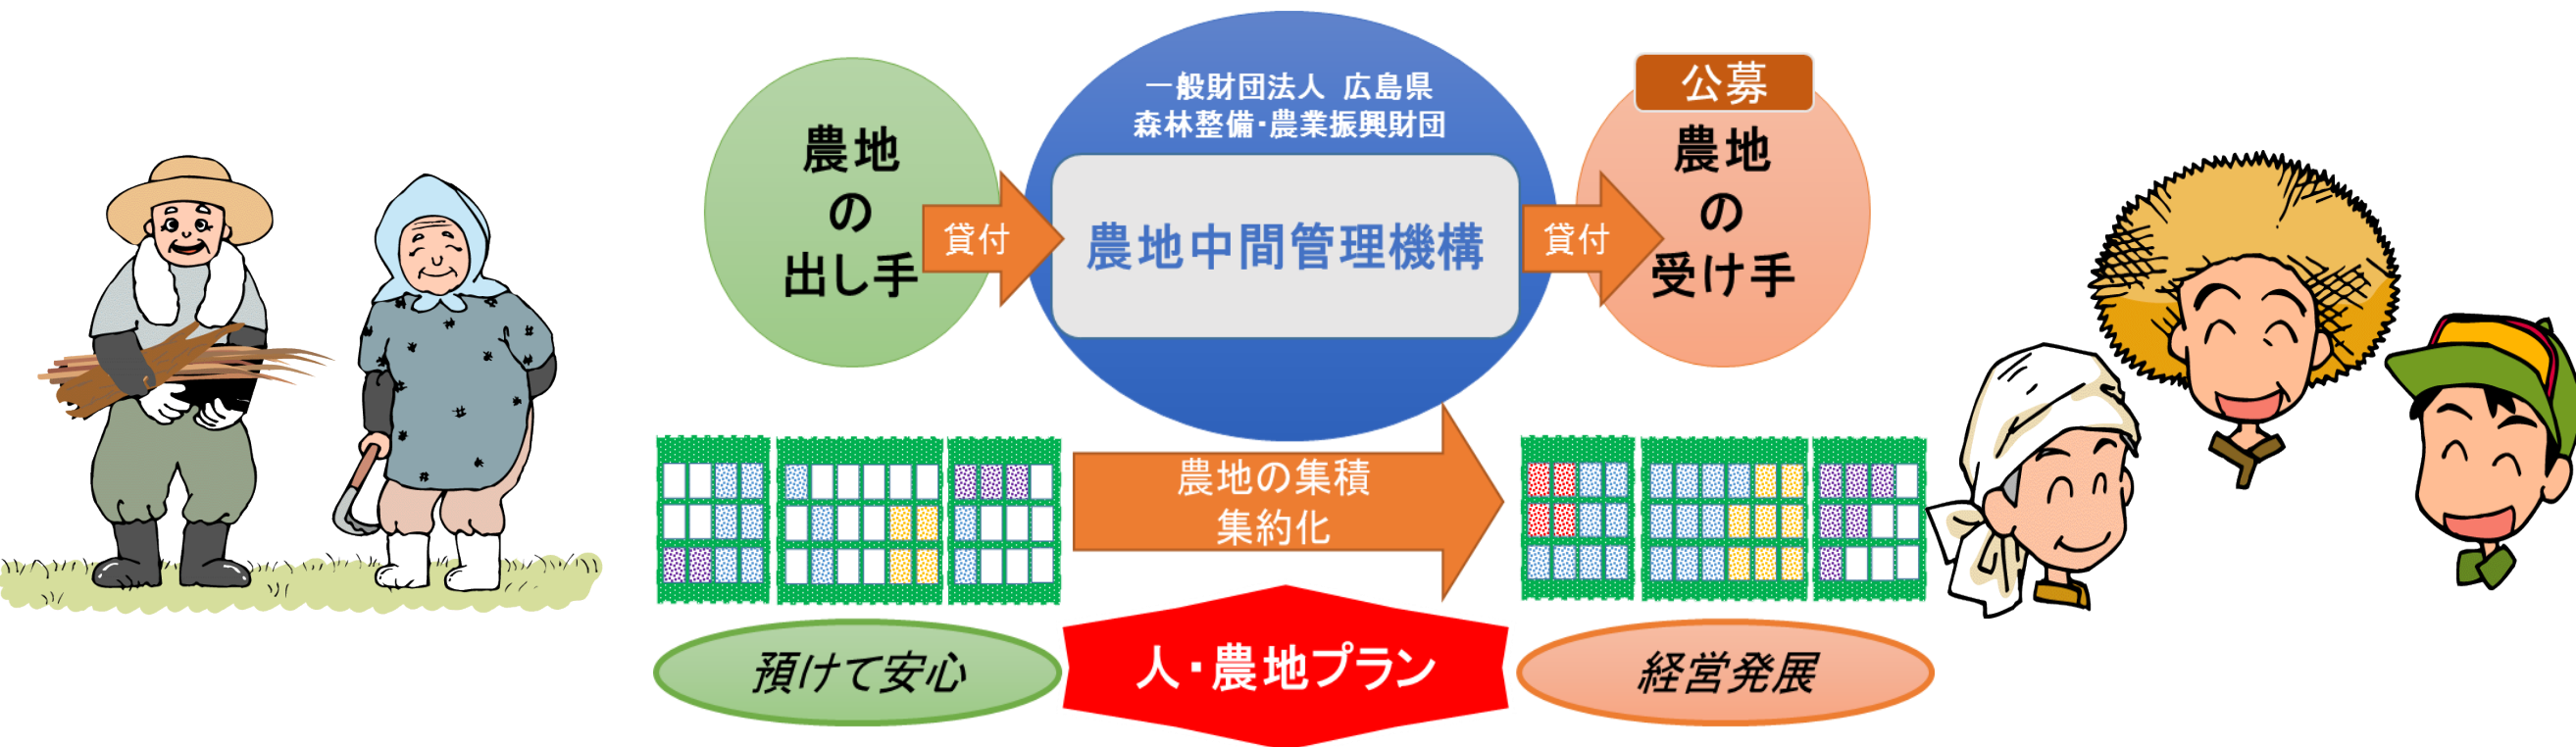 農地
の
出し手
貸付
一般財団法人 広島県
森林整備・農業振興財団
農地中間管理機構
貸付
公募
農地
の
受け手
農地の集積
集約化
預けて安心
人・農地プラン
経営発展